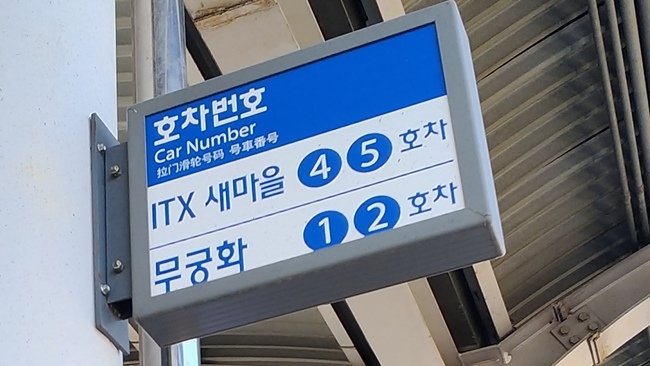 호차번호
Car Number
拉门滑轮号码 号車番号
ITX 새마을 4 5 호차
무궁화 1 2 호차